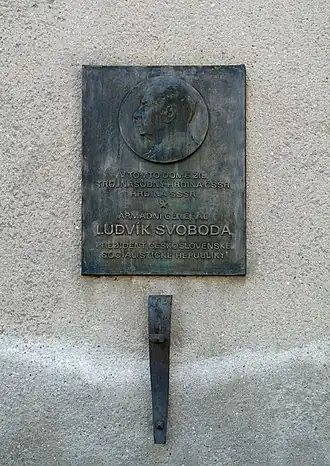 V TOMTO DOMĚ ŽIL
TROJNÁSOBNÝ HRDINA ČSSR
HRDINA SSSR
ARMÁDNÍ GENERÁL
LUDVÍK SVOBODA
PREZIDENT ČESKOSLOVENSKÉ
SOCIALISTICKÉ REPUBLIKY